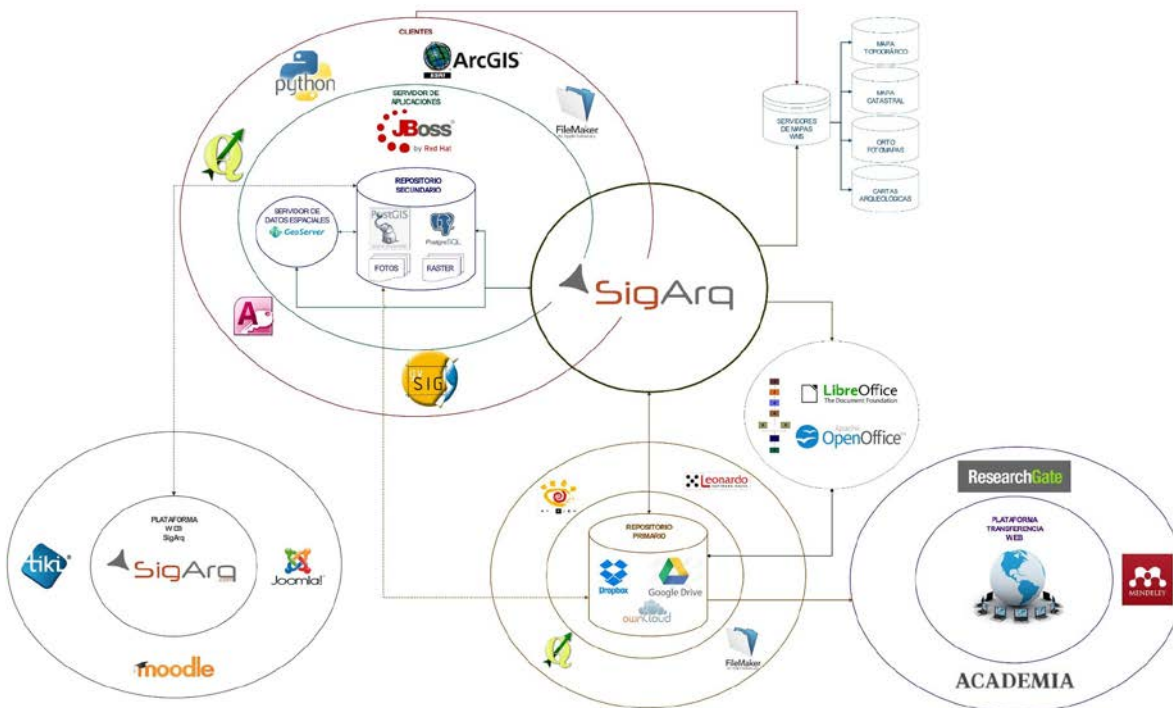 CLIENTES
python
ESRI
ArcGIS
SERVIDOR DE
APLICACIONES
JBoss
by Red Hat
FileMaker
REPOSITORIO
SECUNDARIO
SERVIDOR DE
DATOS ESPACIALES
GeoServer
PostGIS
PostgreSQL
FOTOS
RASTER
A
SIG
SigArq
SERVIDORES
DE MAPAS
WMS
MAPA
TOPOGRÁFICO
MAPA
CATASTRAL
ORTO
FOTOMAPAS
CARTAS
ARQUEOLÓGICAS
LibreOffice
The Document Foundation
Apache
OpenOffice
PLATAFORMA
WEB
SigArq
SigArq
tiki
Joomla!
moodle
Leonardo
REPOSITORIO
PRIMARIO
Dropbox
Google Drive
ownCloud
FileMaker
ResearchGate
PLATAFORMA
TRANSFERENCIA
WEB
MENDELEY
ACADEMIA